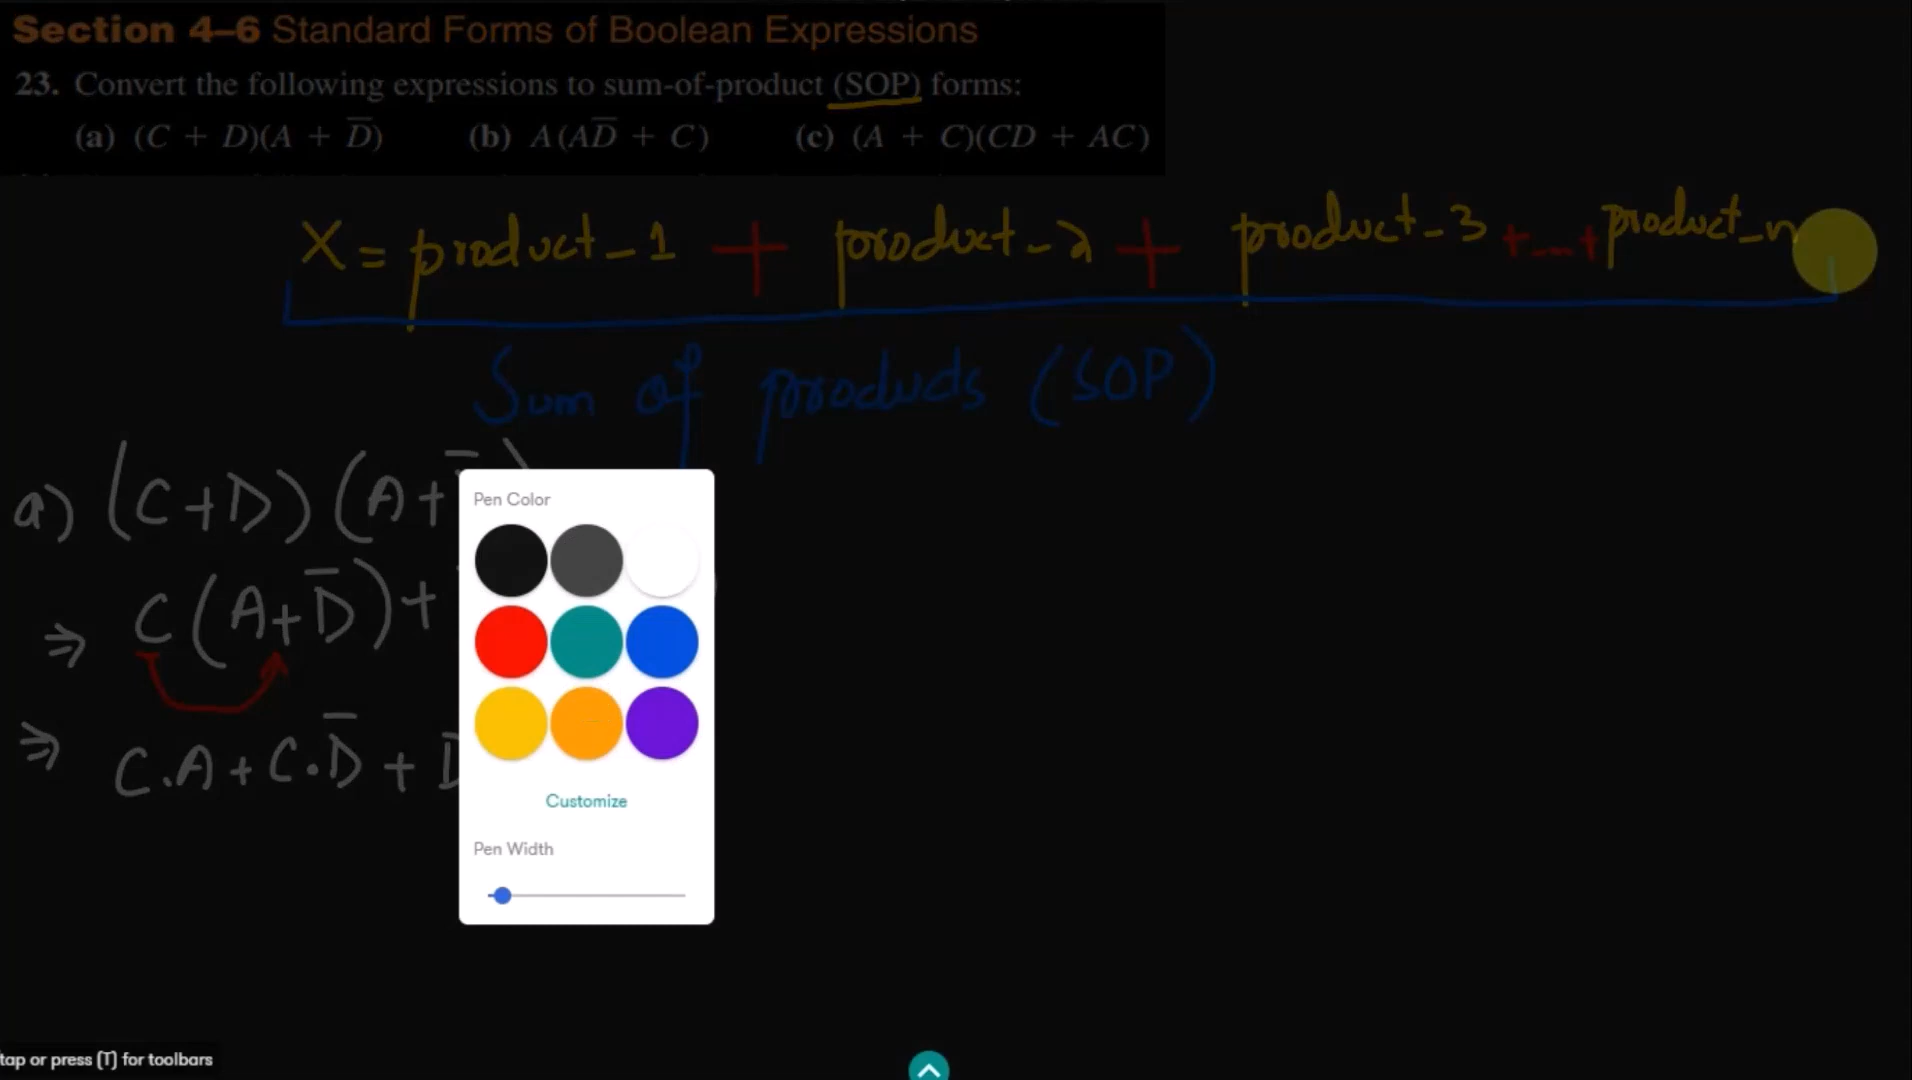 Section 4–6 Standard Forms of Boolean Expressions
23. Convert the following expressions to sum-of-product (SOP) forms:
(a) (C + D)(A + D̅) (b) A(AD̅ + C) (c) (A + C)(CD + AC)
X = product_1 + product_2 + product_3 + ... + product_n
Sum of products (SOP)
a) (C+D)(A+
⇒ C(A+D̅)+
⇒ C.A+C.D̅+D
Pen Color
Customize
Pen Width
tap or press (T) for toolbars